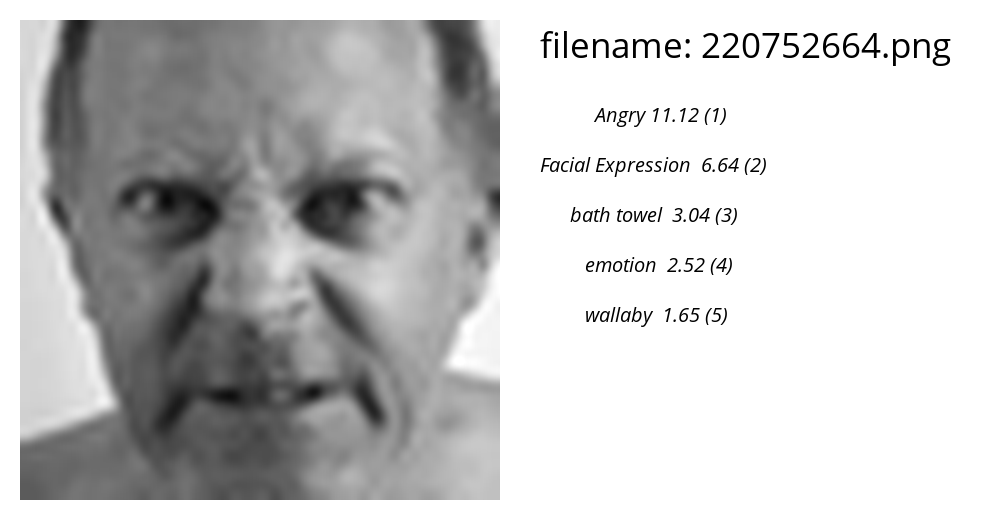 filename: 220752664.png
Angry 11.12 (1)
Facial Expression 6.64 (2)
bath towel 3.04 (3)
emotion 2.52 (4)
wallaby 1.65 (5)